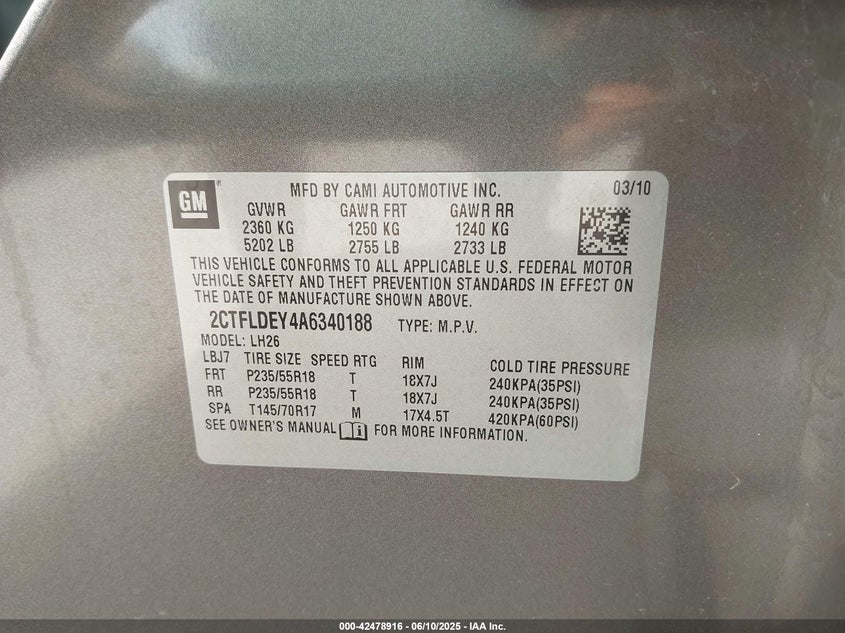 GM ®
MFD BY CAMI AUTOMOTIVE INC. 03/10
GVWR GAWR FRT GAWR RR
2360 KG 1250 KG 1240 KG
5202 LB 2755 LB 2733 LB
THIS VEHICLE CONFORMS TO ALL APPLICABLE U.S. FEDERAL MOTOR
VEHICLE SAFETY AND THEFT PREVENTION STANDARDS IN EFFECT ON
THE DATE OF MANUFACTURE SHOWN ABOVE.
2CTFLDEY4A6340188 TYPE: M.P.V.
MODEL: LH26
LBJ7 TIRE SIZE SPEED RTG RIM COLD TIRE PRESSURE
FRT P235/55R18 T 18X7J 240KPA(35PSI)
RR P235/55R18 T 18X7J 240KPA(35PSI)
SPA T145/70R17 M 17X4.5T 420KPA(60PSI)
SEE OWNER'S MANUAL FOR MORE INFORMATION.
000-42478916 - 06/10/2025 - IAA Inc.